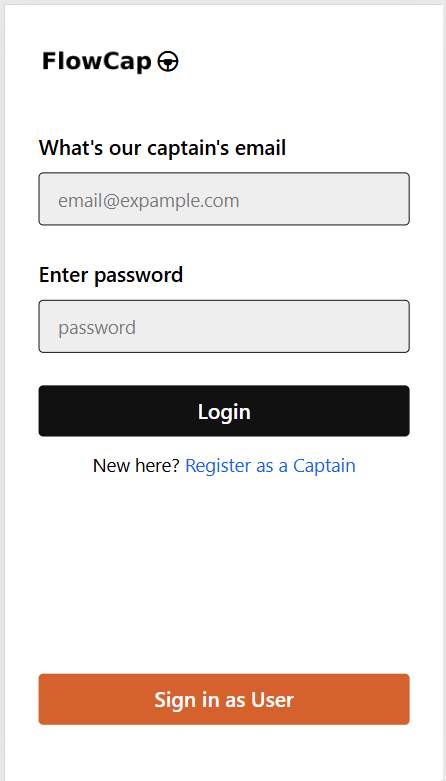 FlowCap
What's our captain's email
email@expample.com
Enter password
password
Login
New here? Register as a Captain
Sign in as User